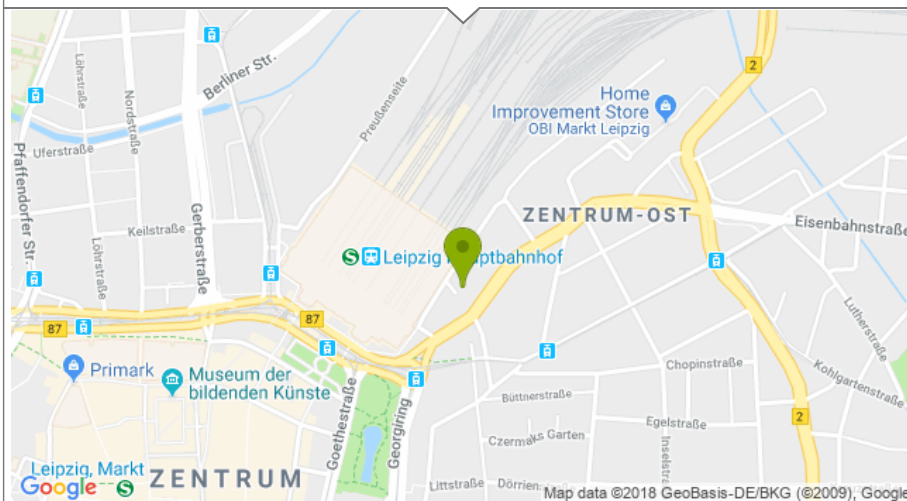 Berliner Str.
Löhrstraße
Nordstraße
Preußenseite
2
Home
Improvement Store
OBI Markt Leipzig
Uferstraße
Pfaffendorfer Str.
Gerberstraße
Keilstraße
Löhrstraße
ZENTRUM-OST
Eisenbahnstraße
S Leipzig Hauptbahnhof
87
87
Lutherstraße
Primark
Museum der
bildenden Künste
Goethestraße
Georgiring
Chopinstraße
Kohlgartenstraße
Büttnerstraße
2
Egelstraße
Czermaks Garten
Inselstraße
Leipzig, Markt
S
ZENTRUM
Google
Littstraße
Map data ©2018 GeoBasis-DE/BKG (©2009), Google